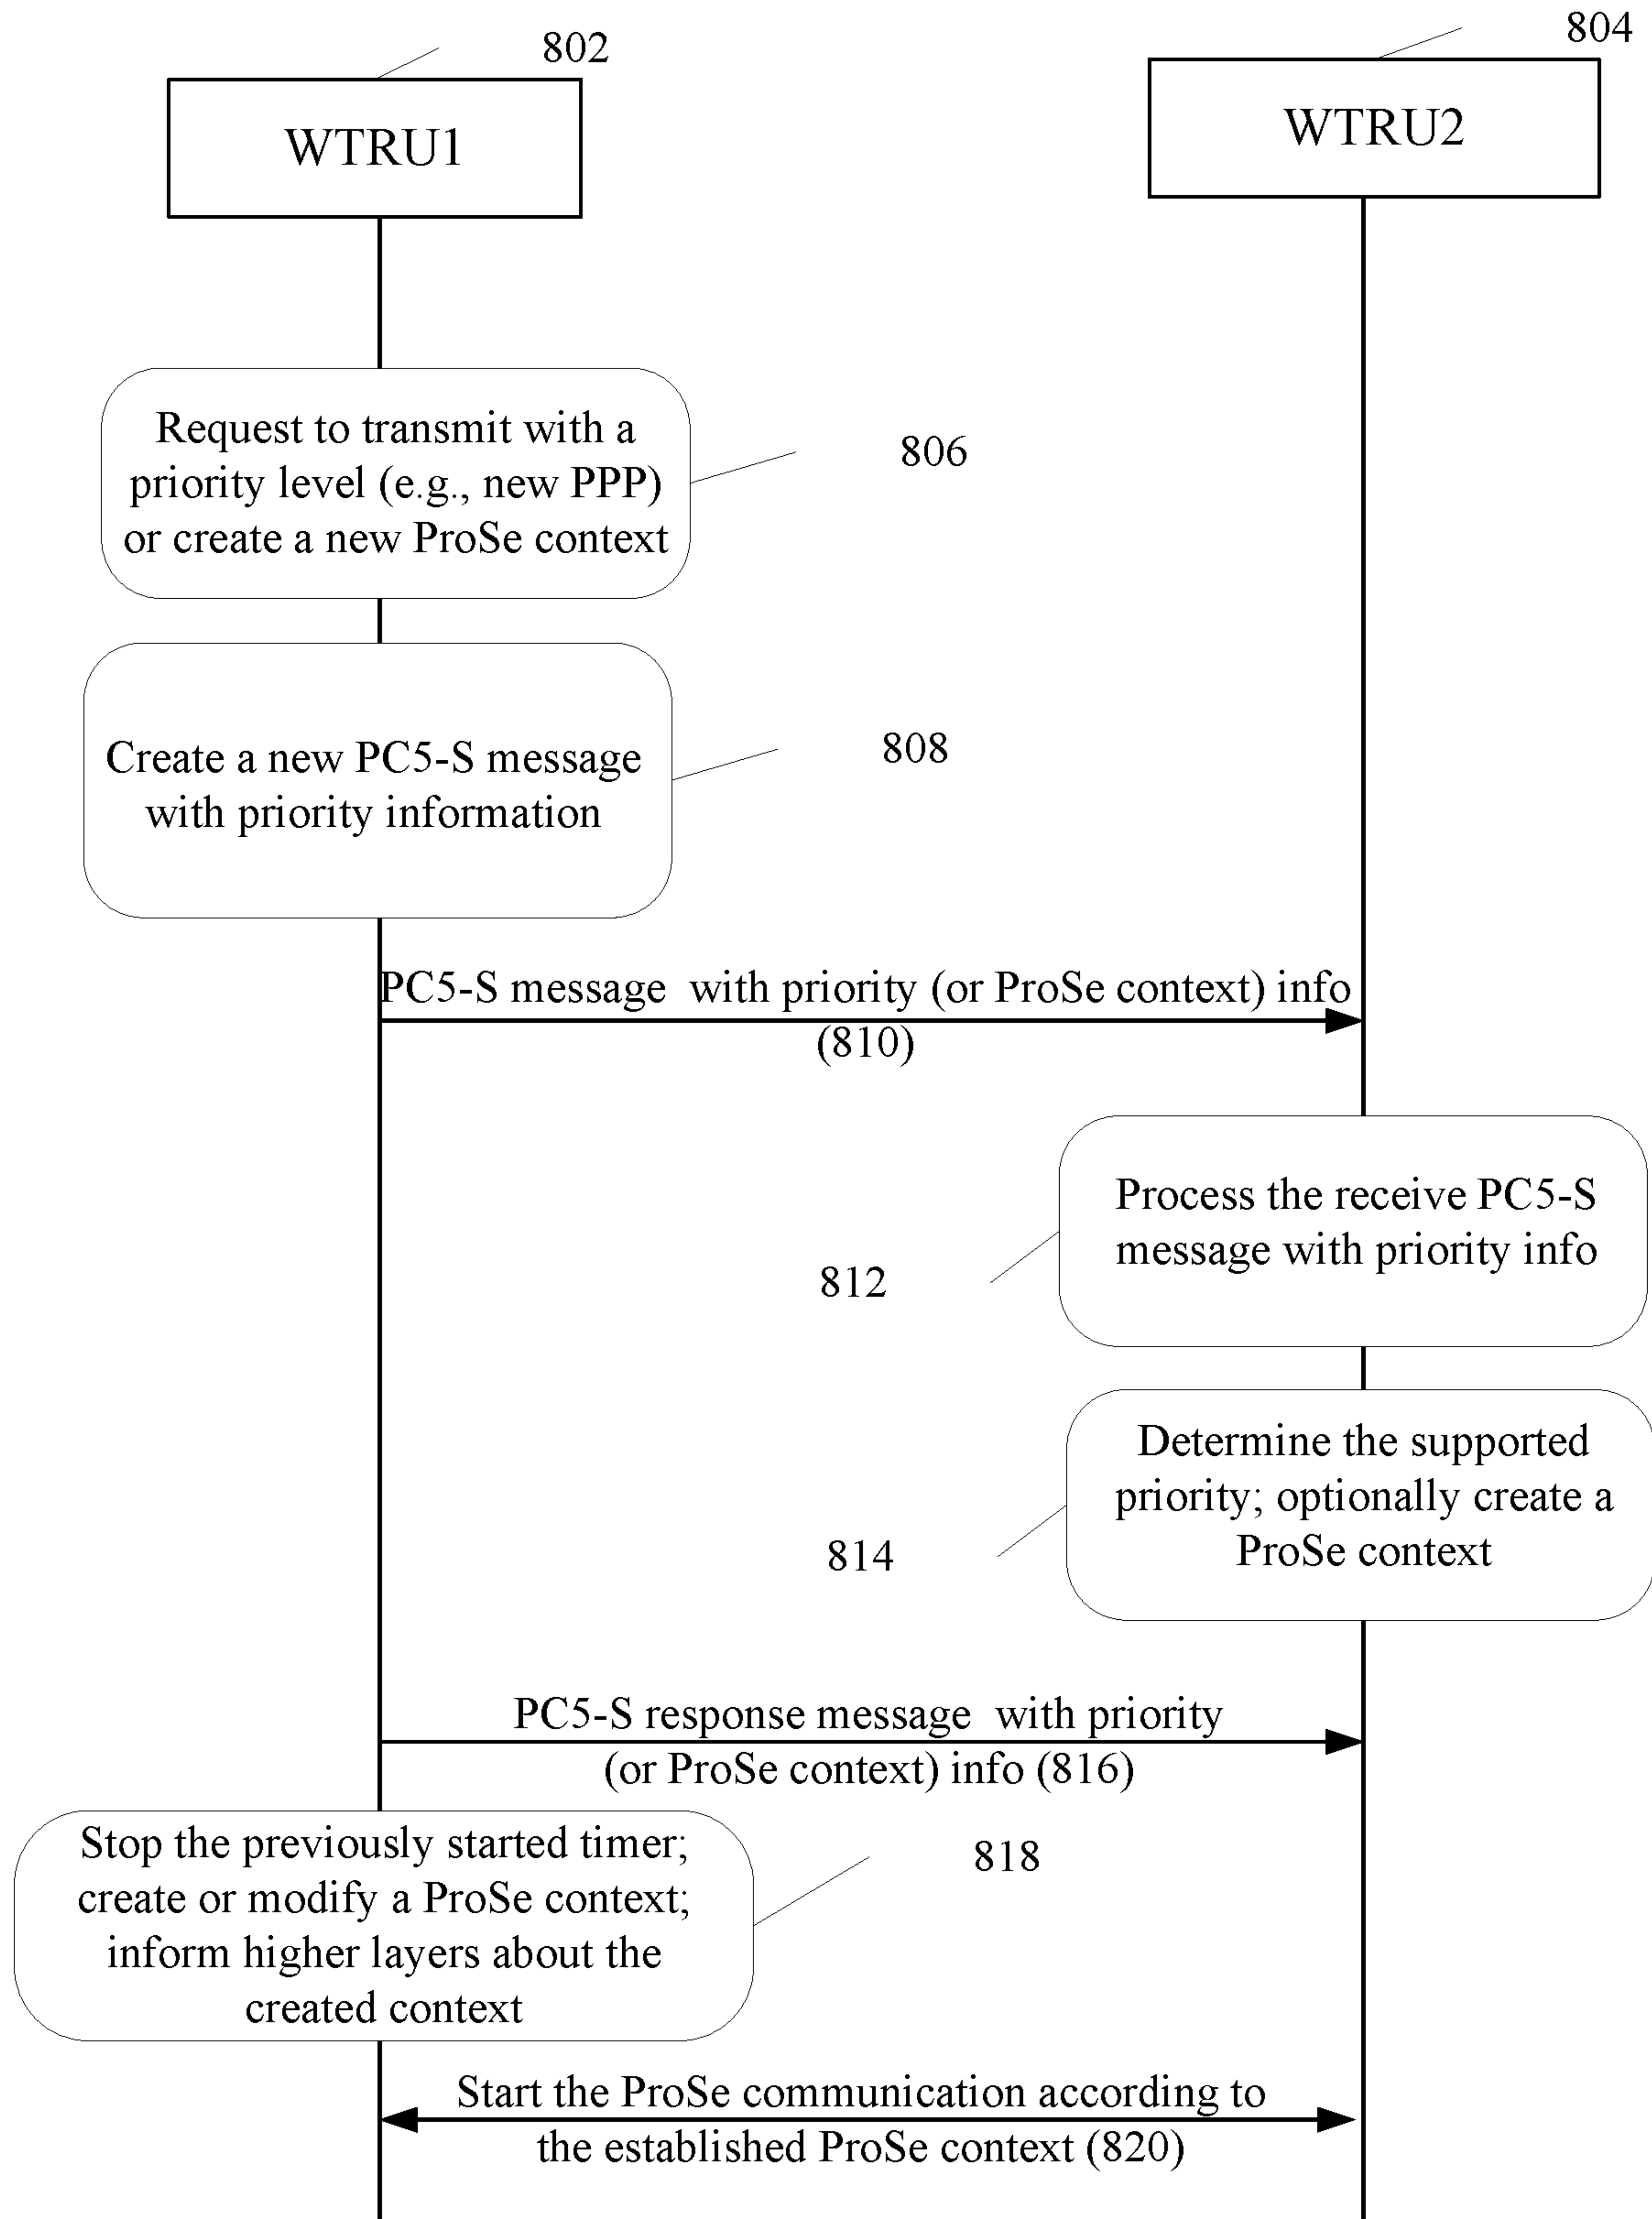 802
804
WTRU1
WTRU2
Request to transmit with a
priority level (e.g., new PPP)
or create a new ProSe context
806
Create a new PC5-S message
with priority information
808
PC5-S message with priority (or ProSe context) info
(810)
Process the receive PC5-S
message with priority info
812
Determine the supported
priority; optionally create a
ProSe context
814
PC5-S response message with priority
(or ProSe context) info (816)
Stop the previously started timer;
create or modify a ProSe context;
inform higher layers about the
created context
818
Start the ProSe communication according to
the established ProSe context (820)